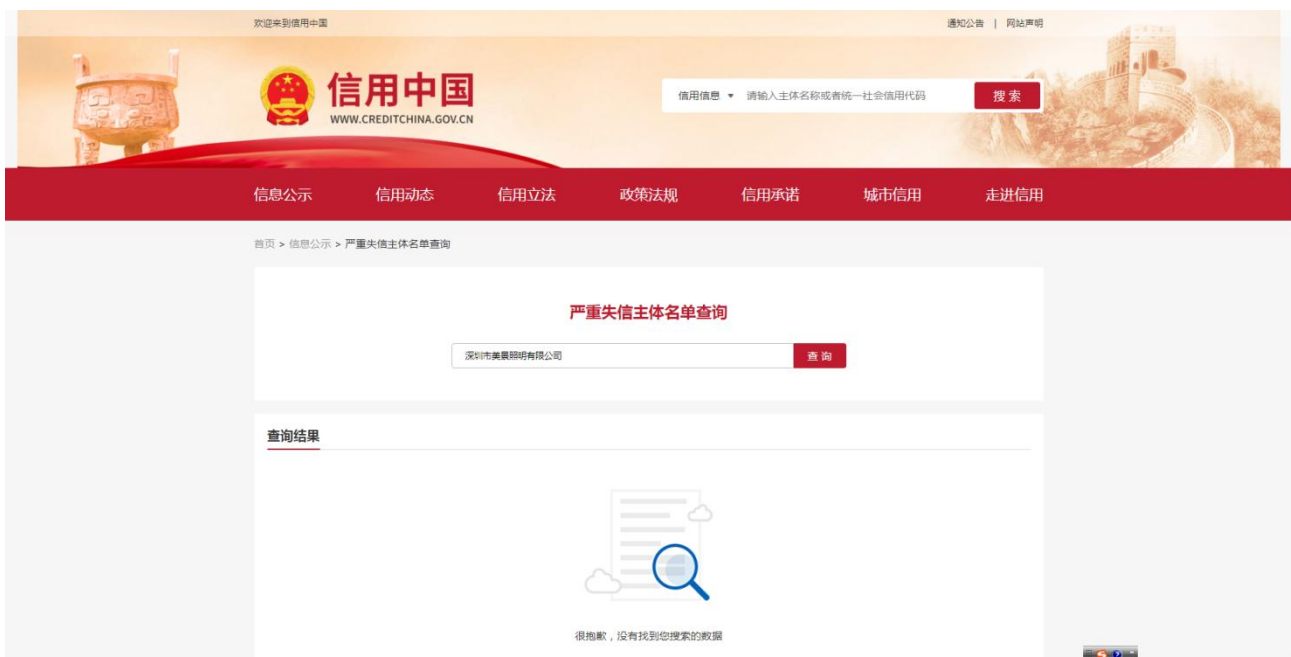 欢迎来到信用中国
通知公告 | 网站声明
信用中国
WWW.CREDITCHINA.GOV.CN
信用信息 请输入主体名称或者统一社会信用代码 搜索
信息公示 信用动态 信用立法 政策法规 信用承诺 城市信用 走进信用
首页 > 信息公示 > 严重失信主体名单查询
严重失信主体名单查询
深圳市美晨照明有限公司 查询
查询结果
很抱歉，没有找到您搜索的数据